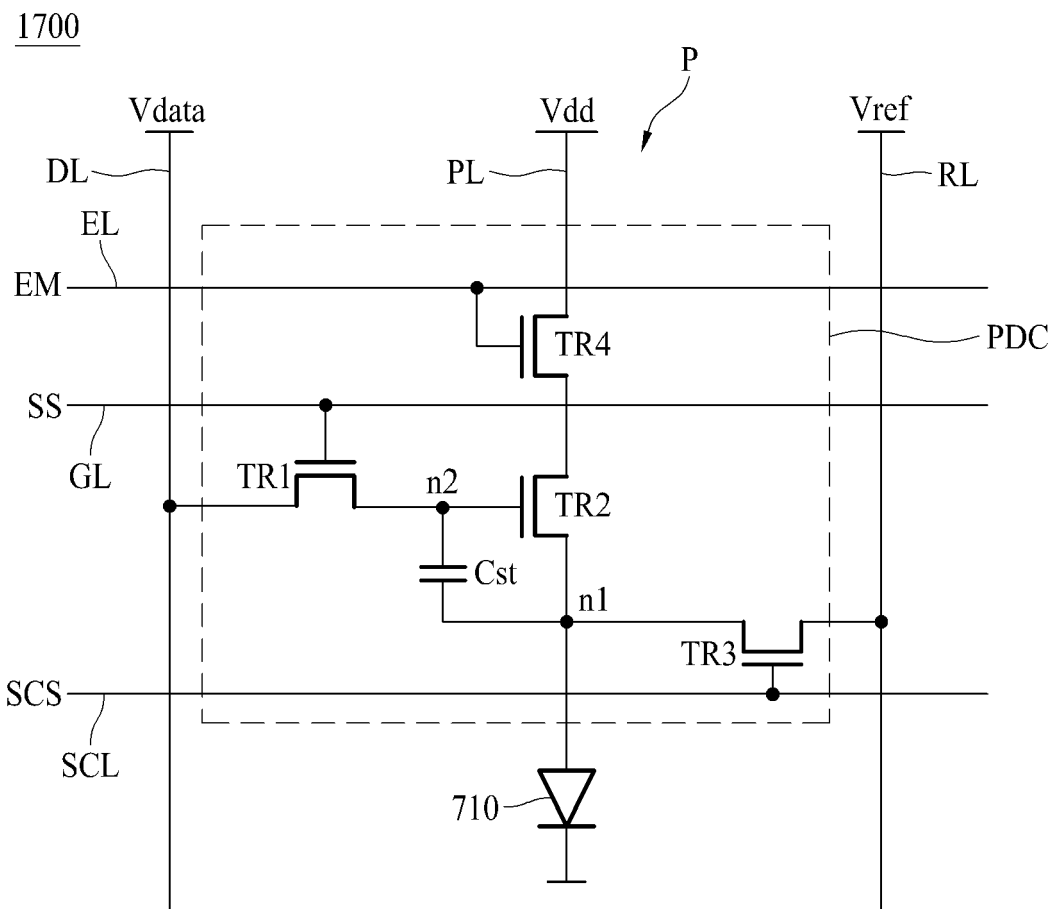 1700
P
Vdata
Vdd
Vref
DL
PL
RL
EL
EM
TR4
PDC
SS
GL
TR1
n2
TR2
Cst
n1
TR3
SCS
SCL
710